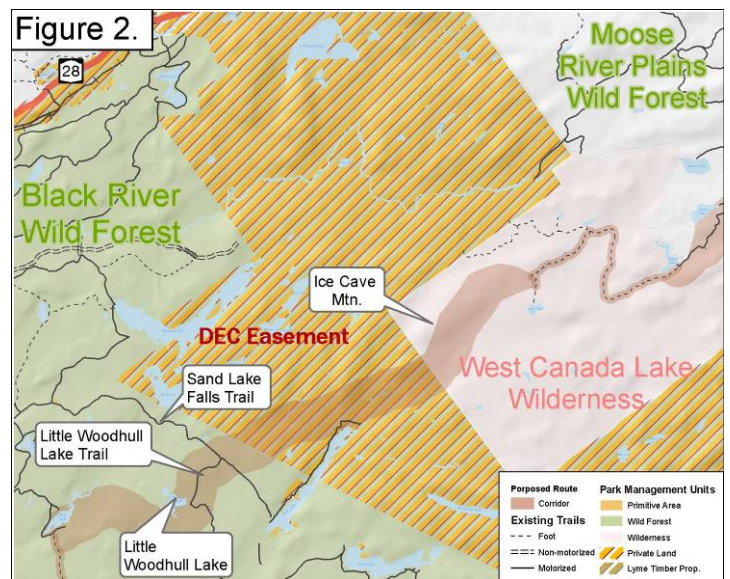 Figure 2.
28
Moose
River Plains
Wild Forest
Black River
Wild Forest
Ice Cave
Mtn.
DEC Easement
West Canada Lake
Wilderness
Sand Lake
Falls Trail
Little Woodhull
Lake Trail
Little
Woodhull Lake
Porposed Route
Corridor
Existing Trails
Foot
Non-motorized
Motorized
Park Management Units
Primitive Area
Wild Forest
Wilderness
Private Land
Lyme Timber Prop.